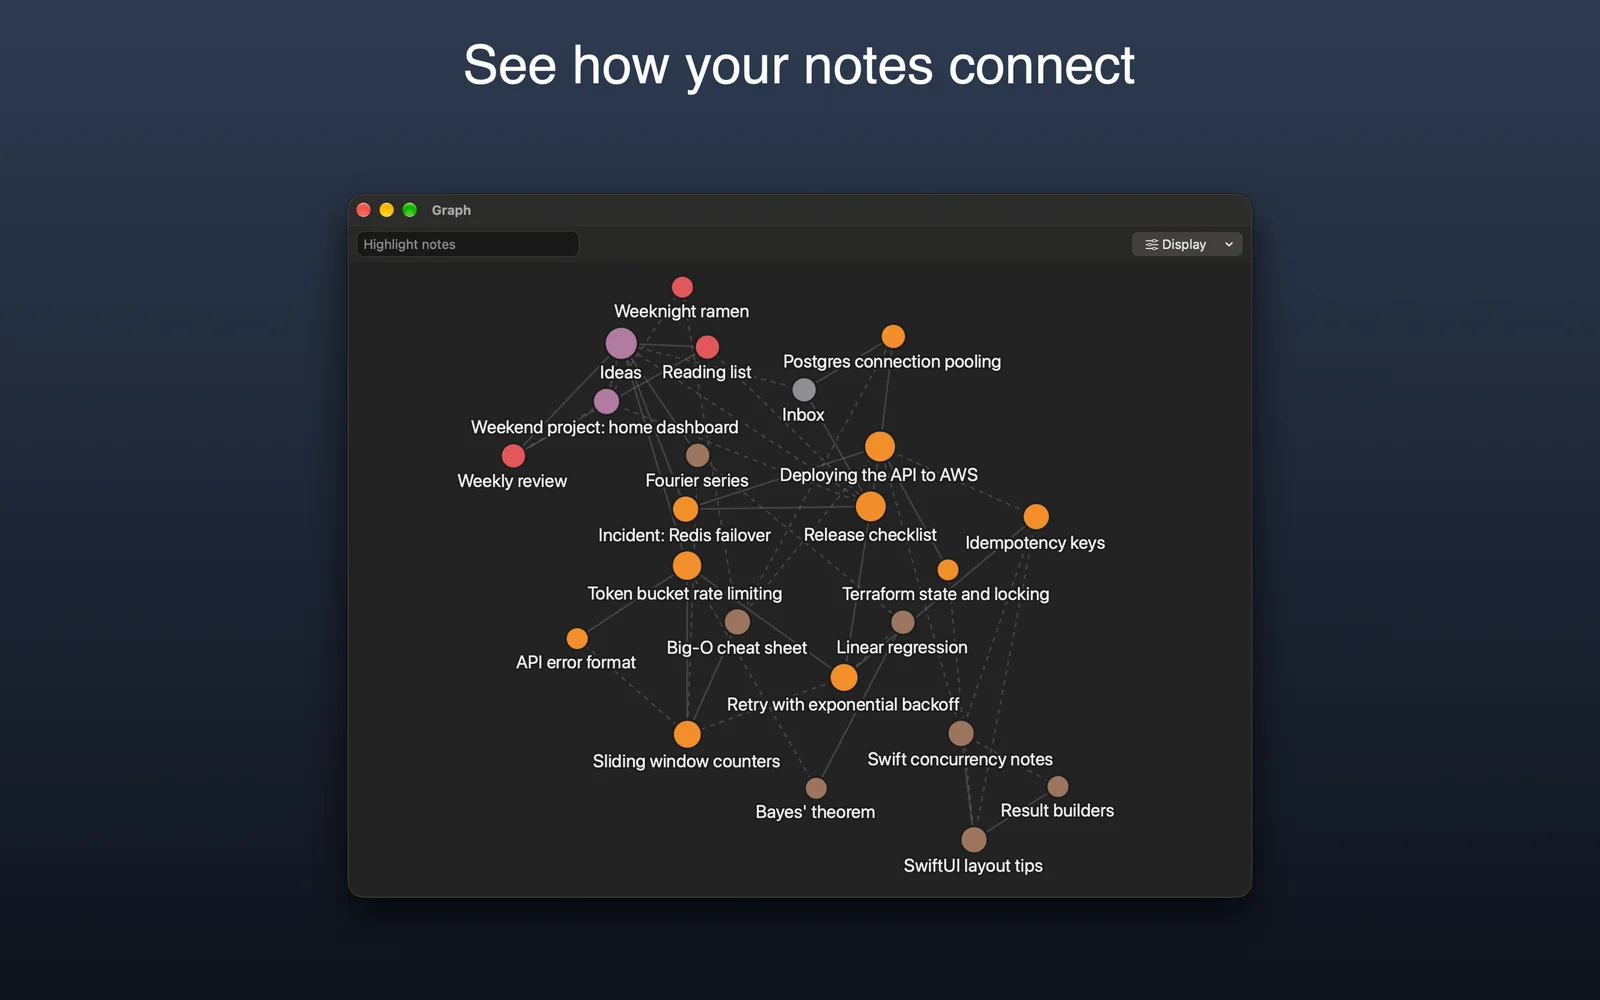 See how your notes connect
Graph
Highlight notes
Display
Weeknight ramen
Ideas
Reading list
Postgres connection pooling
Inbox
Weekend project: home dashboard
Weekly review
Fourier series
Deploying the API to AWS
Incident: Redis failover
Release checklist
Idempotency keys
Token bucket rate limiting
Terraform state and locking
API error format
Big-O cheat sheet
Linear regression
Retry with exponential backoff
Sliding window counters
Swift concurrency notes
Bayes' theorem
Result builders
SwiftUI layout tips